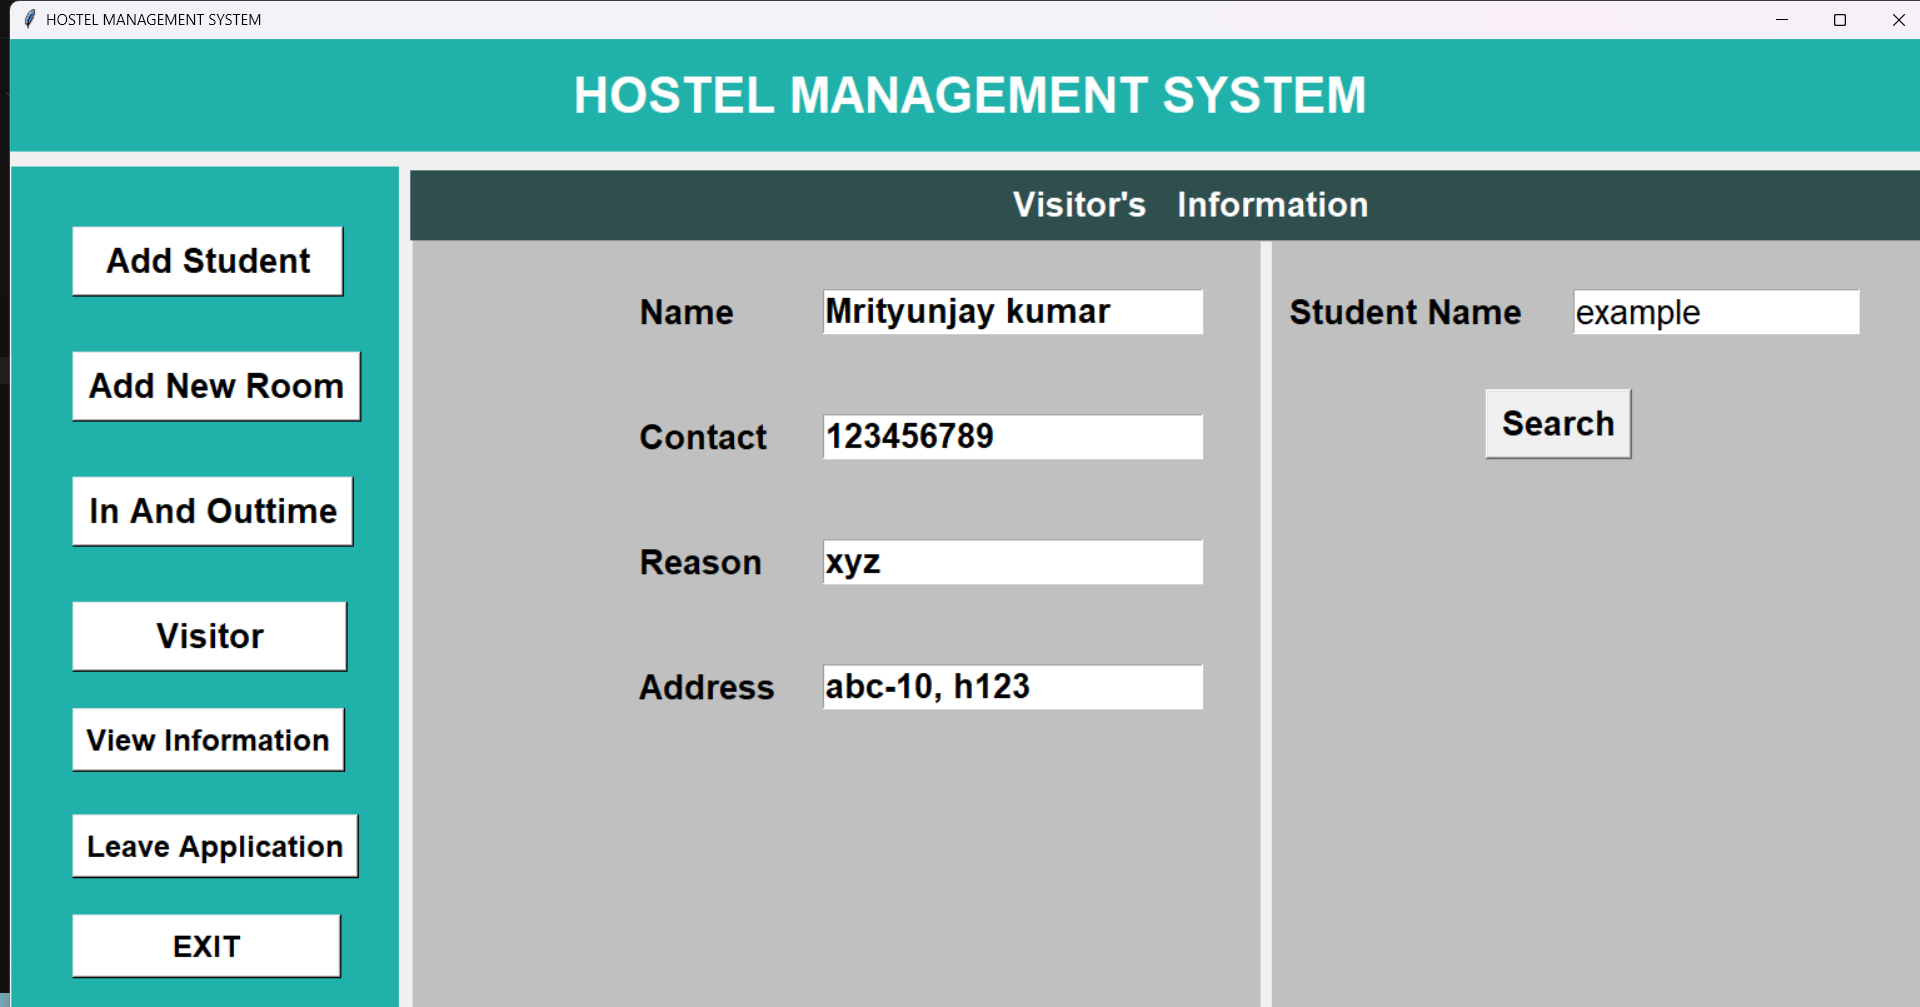 HOSTEL MANAGEMENT SYSTEM
HOSTEL MANAGEMENT SYSTEM
Add Student
Add New Room
In And Outtime
Visitor
View Information
Leave Application
EXIT
Visitor's Information
Name Mrityunjay kumar
Contact 123456789
Reason xyz
Address abc-10, h123
Student Name example
Search